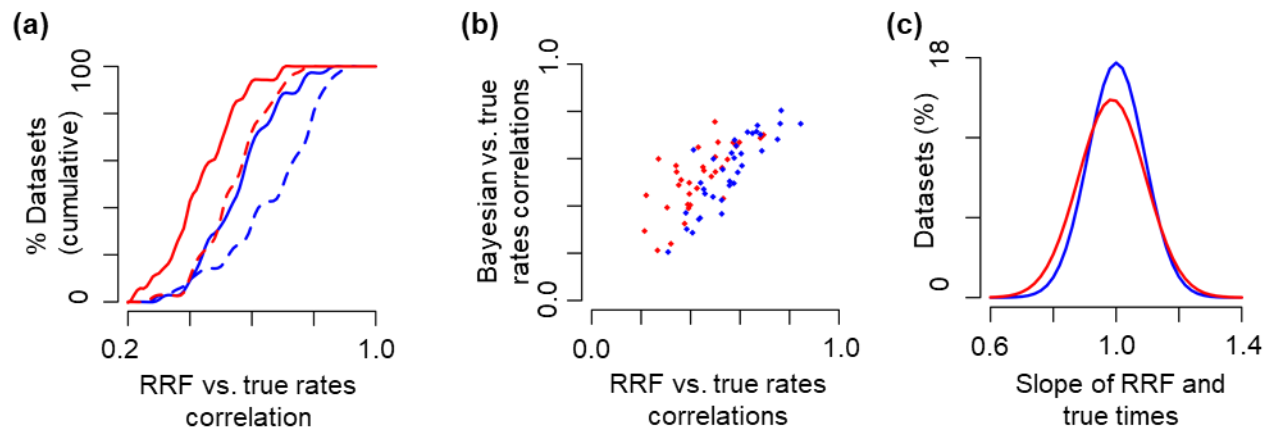 (a)
% Datasets
(cumulative)
100
0
0.2
1.0
RRF vs. true rates
correlation
(b)
Bayesian vs. true
rates correlations
1.0
0.0
0.0
1.0
RRF vs. true rates
correlations
(c)
Datasets (%)
18
0
0.6
1.0
1.4
Slope of RRF and
true times